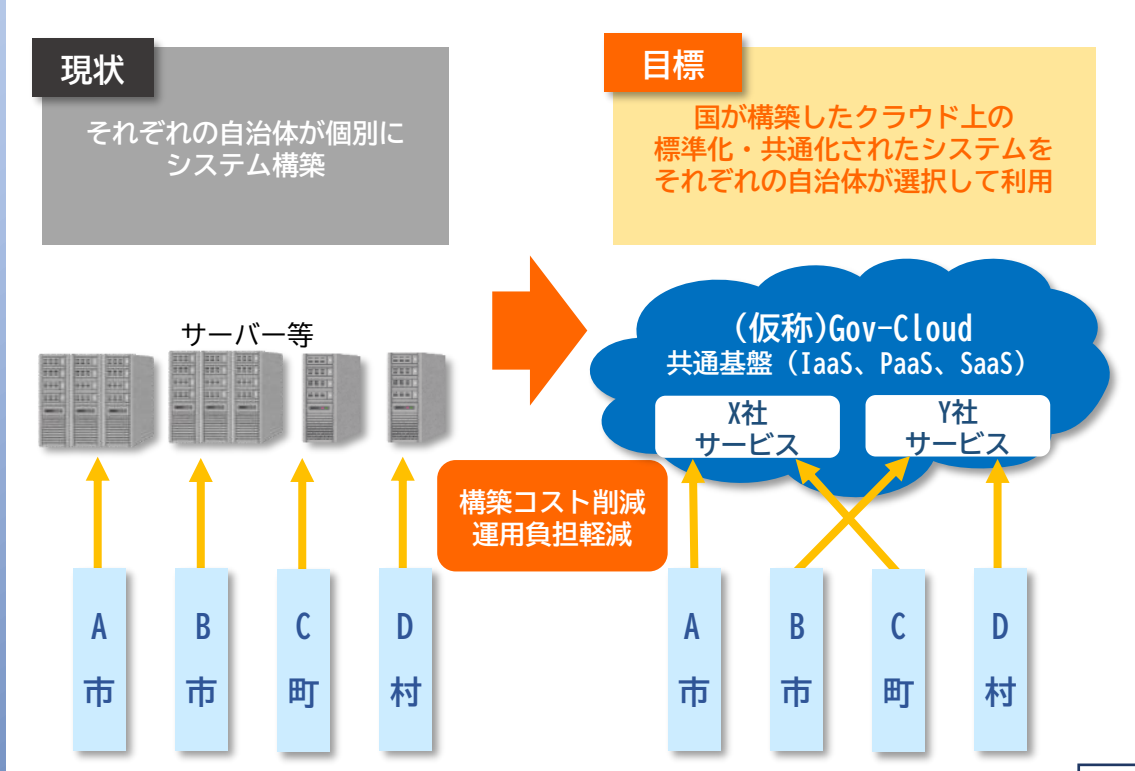 現状
それぞれの自治体が個別に
システム構築
目標
国が構築したクラウド上の
標準化・共通化されたシステムを
それぞれの自治体が選択して利用
サーバー等
(仮称)Gov-Cloud
共通基盤（IaaS、PaaS、SaaS）
X社
サービス
Y社
サービス
構築コスト削減
運用負担軽減
A
市
B
市
C
町
D
村
A
市
B
市
C
町
D
村